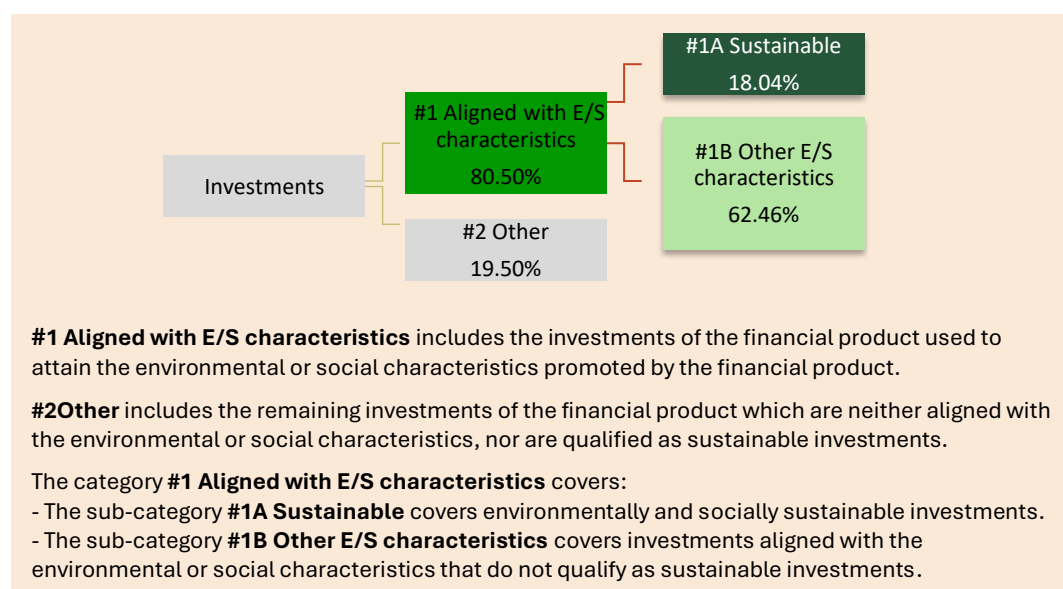 #1A Sustainable
18.04%
#1 Aligned with E/S
characteristics
80.50%
#1B Other E/S
characteristics
62.46%
Investments
#2 Other
19.50%
#1 Aligned with E/S characteristics includes the investments of the financial product used to
attain the environmental or social characteristics promoted by the financial product.
#2Other includes the remaining investments of the financial product which are neither aligned with
the environmental or social characteristics, nor are qualified as sustainable investments.
The category #1 Aligned with E/S characteristics covers:
- The sub-category #1A Sustainable covers environmentally and socially sustainable investments.
- The sub-category #1B Other E/S characteristics covers investments aligned with the
environmental or social characteristics that do not qualify as sustainable investments.